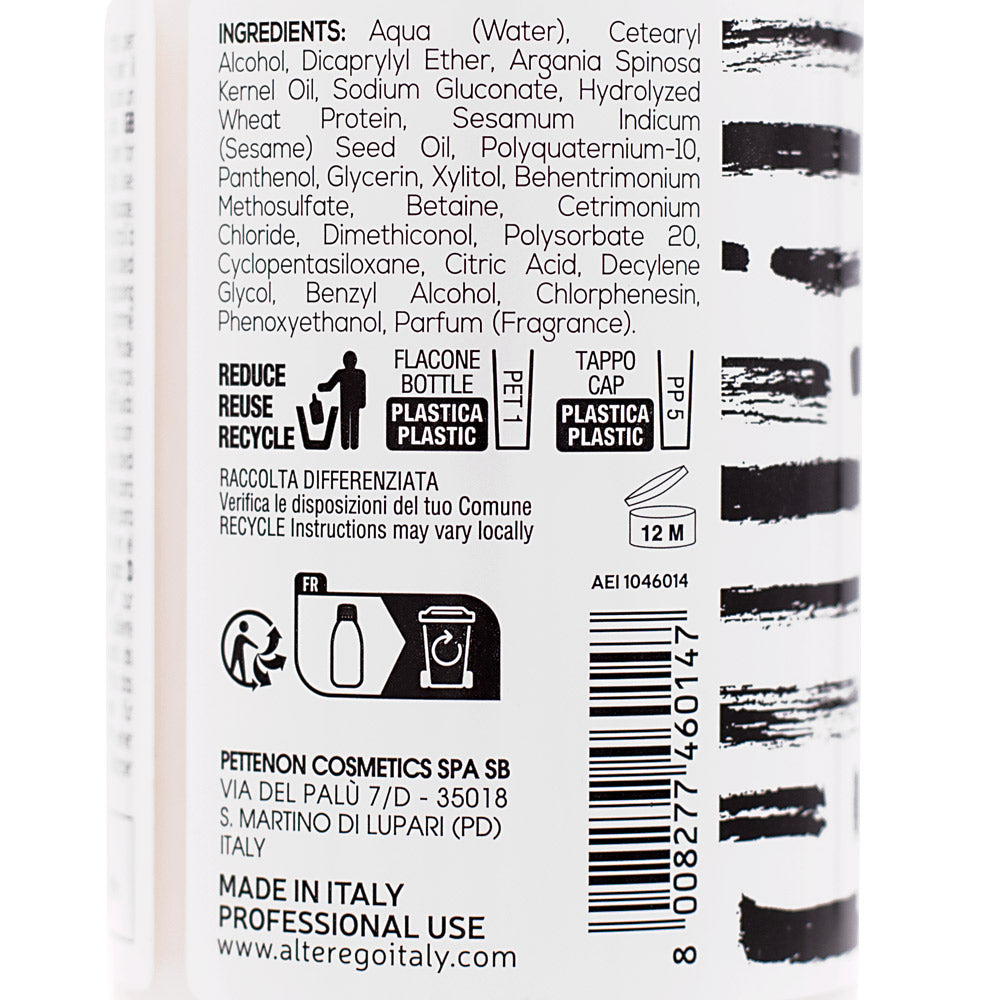 INGREDIENTS: Aqua (Water), Cetearyl
Alcohol, Dicaprylyl Ether, Argania Spinosa
Kernel Oil, Sodium Gluconate, Hydrolyzed
Wheat Protein, Sesamum Indicum
(Sesame) Seed Oil, Polyquaternium-10,
Panthenol, Glycerin, Xylitol, Behentrimonium
Methosulfate, Betaine, Cetrimonium
Chloride, Dimethiconol, Polysorbate 20,
Cyclopentasiloxane, Citric Acid, Decylene
Glycol, Benzyl Alcohol, Chlorphenesin,
Phenoxyethanol, Parfum (Fragrance).
REDUCE
REUSE
RECYCLE
FLACONE
BOTTLE
PLASTICA
PLASTIC
PET 1
TAPPO
CAP
PLASTICA
PLASTIC
PP 5
RACCOLTA DIFFERENZIATA
Verifica le disposizioni del tuo Comune
RECYCLE Instructions may vary locally
12 M
AEI 1046014
FR
8 008277 460147
PETTENON COSMETICS SPA SB
VIA DEL PALÙ 7/D - 35018
S. MARTINO DI LUPARI (PD)
ITALY
MADE IN ITALY
PROFESSIONAL USE
www.alteregoitaly.com